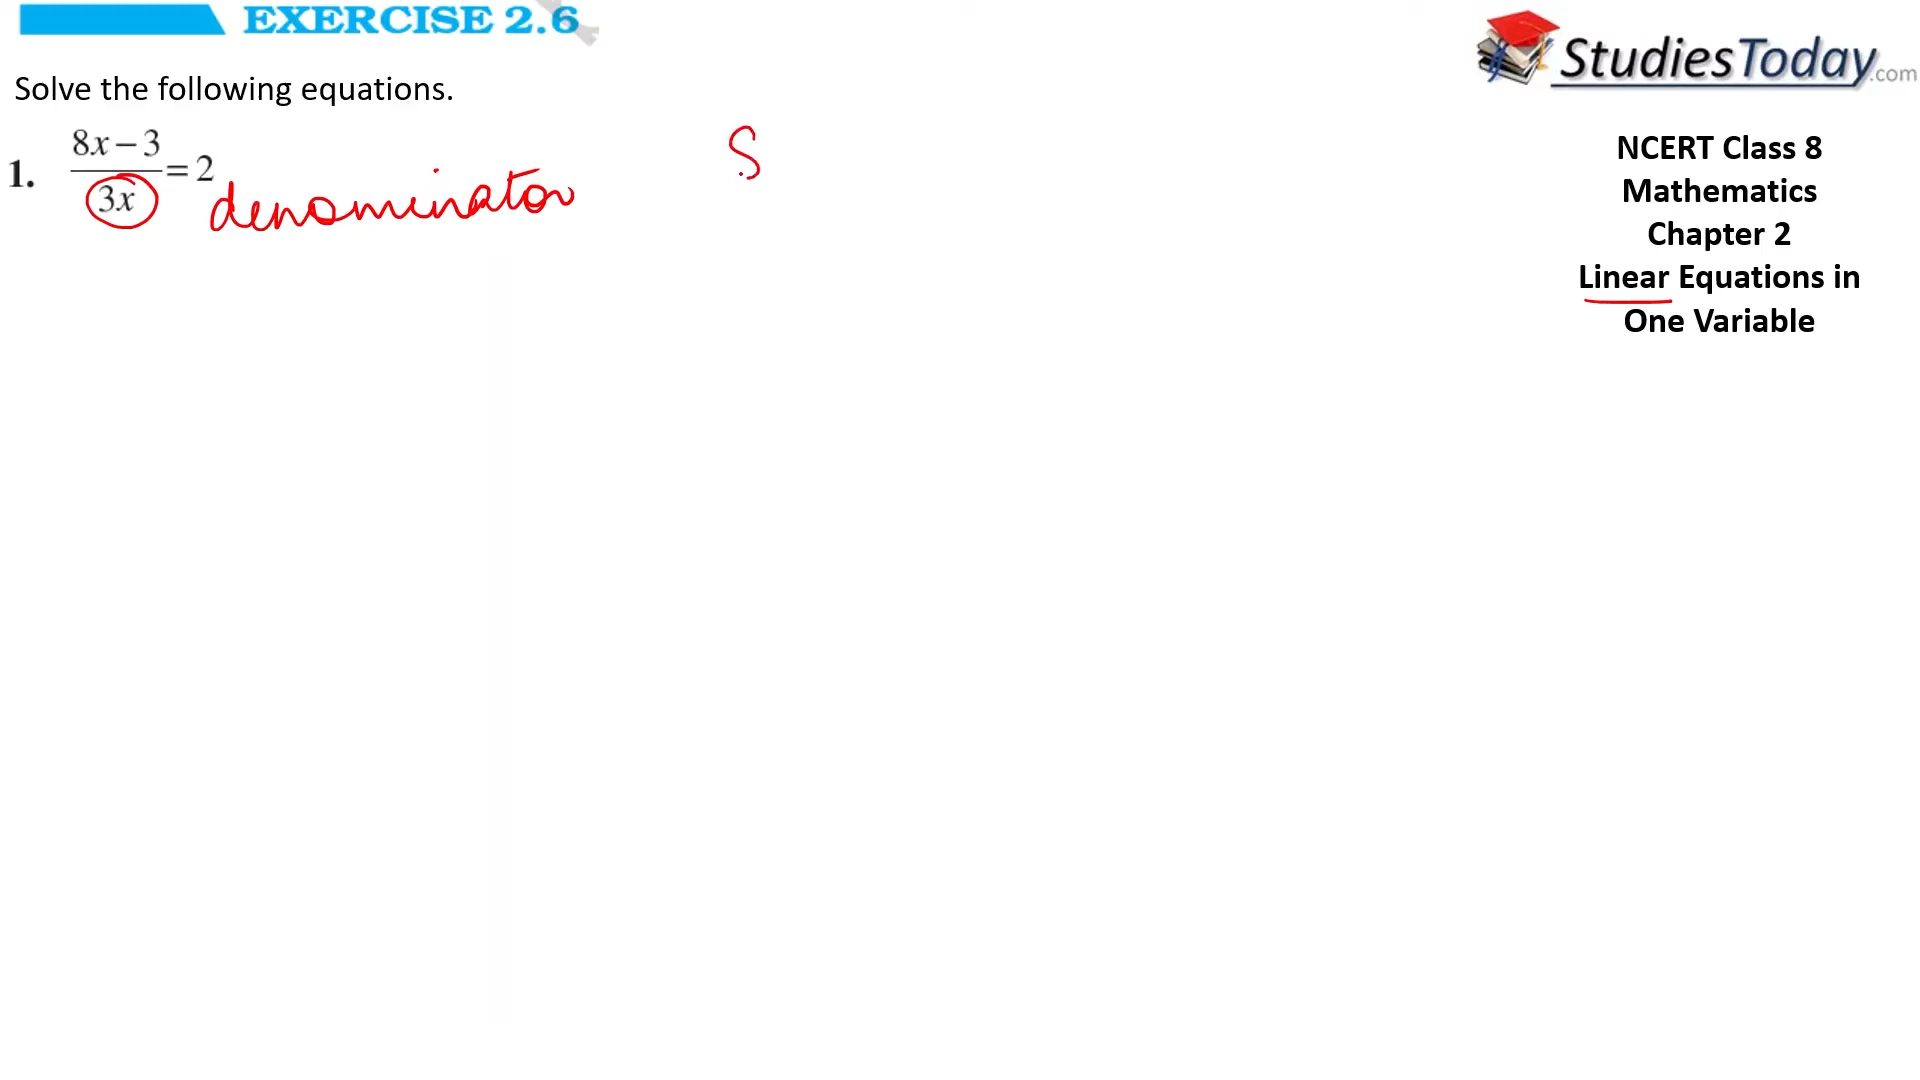 EXERCISE 2.6
StudiesToday.com
Solve the following equations.
1. 8x – 3 / 3x = 2
denominator
S
NCERT Class 8
Mathematics
Chapter 2
Linear Equations in
One Variable